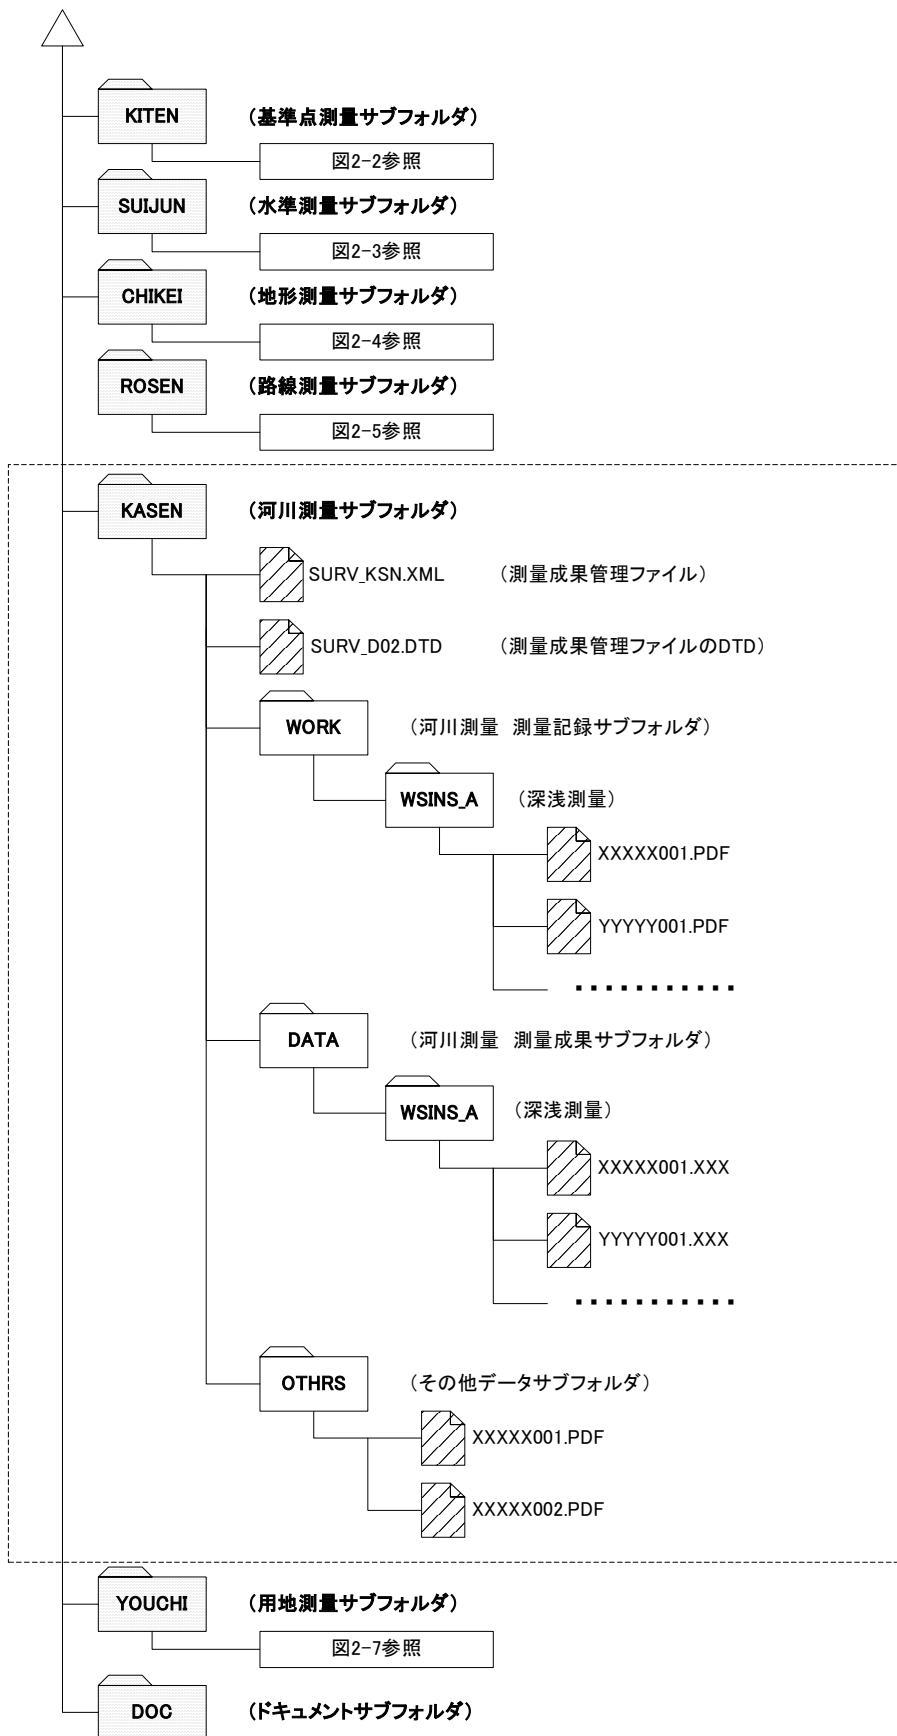 KITEN (基準点測量サブフォルダ)
図2-2参照
SUIJUN (水準測量サブフォルダ)
図2-3参照
CHIKEI (地形測量サブフォルダ)
図2-4参照
ROSEN (路線測量サブフォルダ)
図2-5参照
KASEN (河川測量サブフォルダ)
SURV_KSN.XML (測量成果管理ファイル)
SURV_D02.DTD (測量成果管理ファイルのDTD)
WORK (河川測量 測量記録サブフォルダ)
WSINS_A (深浅測量)
XXXXX001.PDF
YYYYY001.PDF
・・・・・・・・・・・
DATA (河川測量 測量成果サブフォルダ)
WSINS_A (深浅測量)
XXXXX001.XXX
YYYYY001.XXX
・・・・・・・・・・・
OTHRS (その他データサブフォルダ)
XXXXX001.PDF
XXXXX002.PDF
YOUCHI (用地測量サブフォルダ)
図2-7参照
DOC (ドキュメントサブフォルダ)